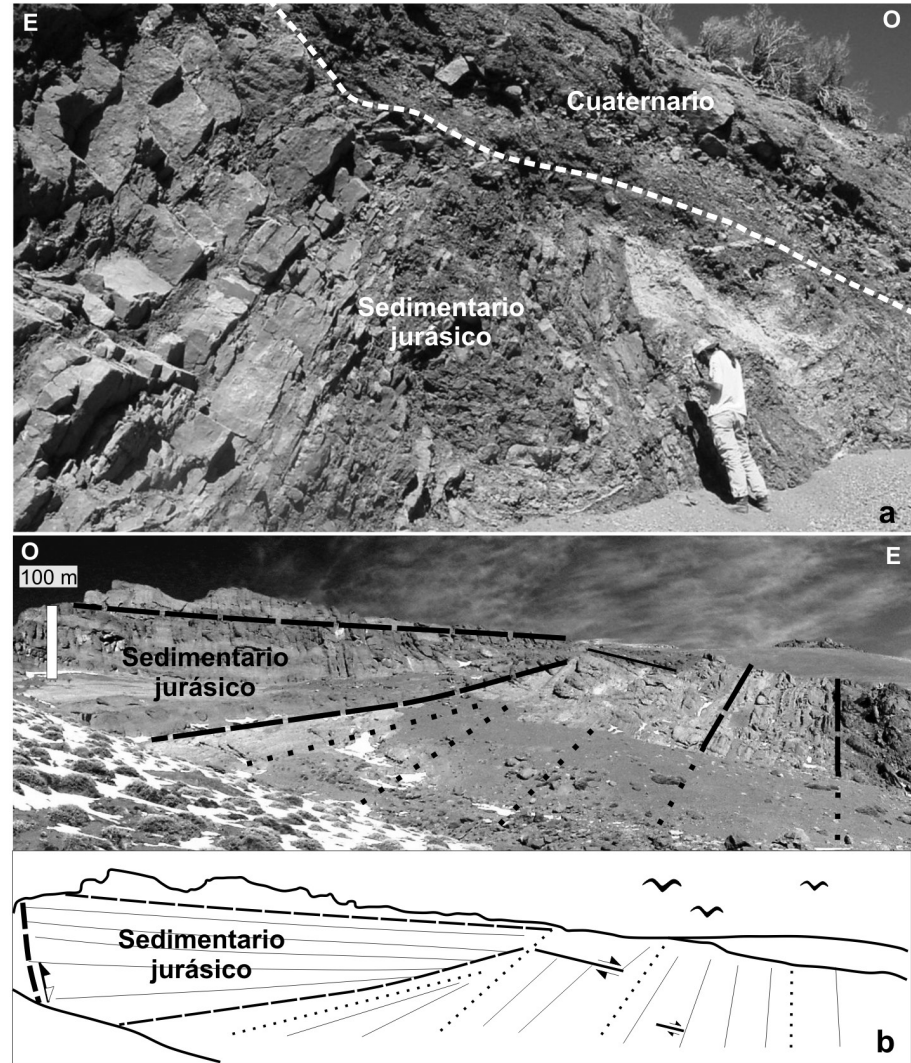 E
O
Cuaternario
Sedimentario
jurásico
a
O
E
100 m
Sedimentario
jurásico
Sedimentario
jurásico
b